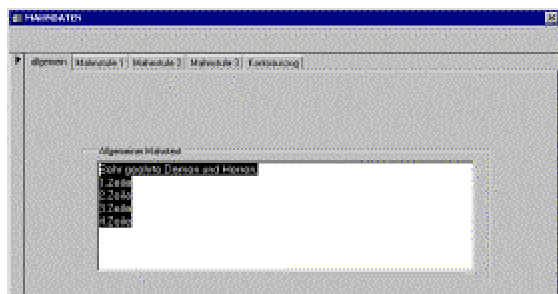 MAHNDATEN
Allgemein Mahnstufe 1 Mahnstufe 2 Mahnstufe 3 Kontoauszug
Allgemeiner Mahntext
Sehr geehrte Damen und Herren,
1.Zeile
2.Zeile
3.Zeile
4.Zeile